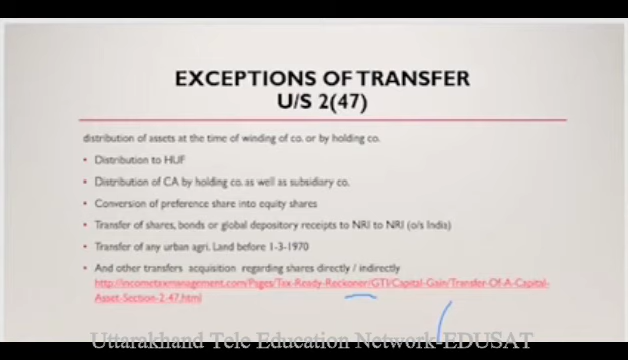 EXCEPTIONS OF TRANSFER
U/S 2(47)
distribution of assets at the time of winding of co. or by holding co.
• Distribution to HUF
• Distribution of CA by holding co. as well as subsidiary co.
• Conversion of preference share into equity shares
• Transfer of shares, bonds or global depository receipts to NRI to NRI (o/s India)
• Transfer of any urban agri. Land before 1-3-1970
• And other transfers acquisition regarding shares directly / indirectly
http://incometaxmanagement.com/Pages/Tax-Ready-Reckoner/GTI/Capital-Gain/Transfer-Of-A-Capital-
Asset-Section-2-47.html
Uttarakhand Tele Education Network-EDUSAT